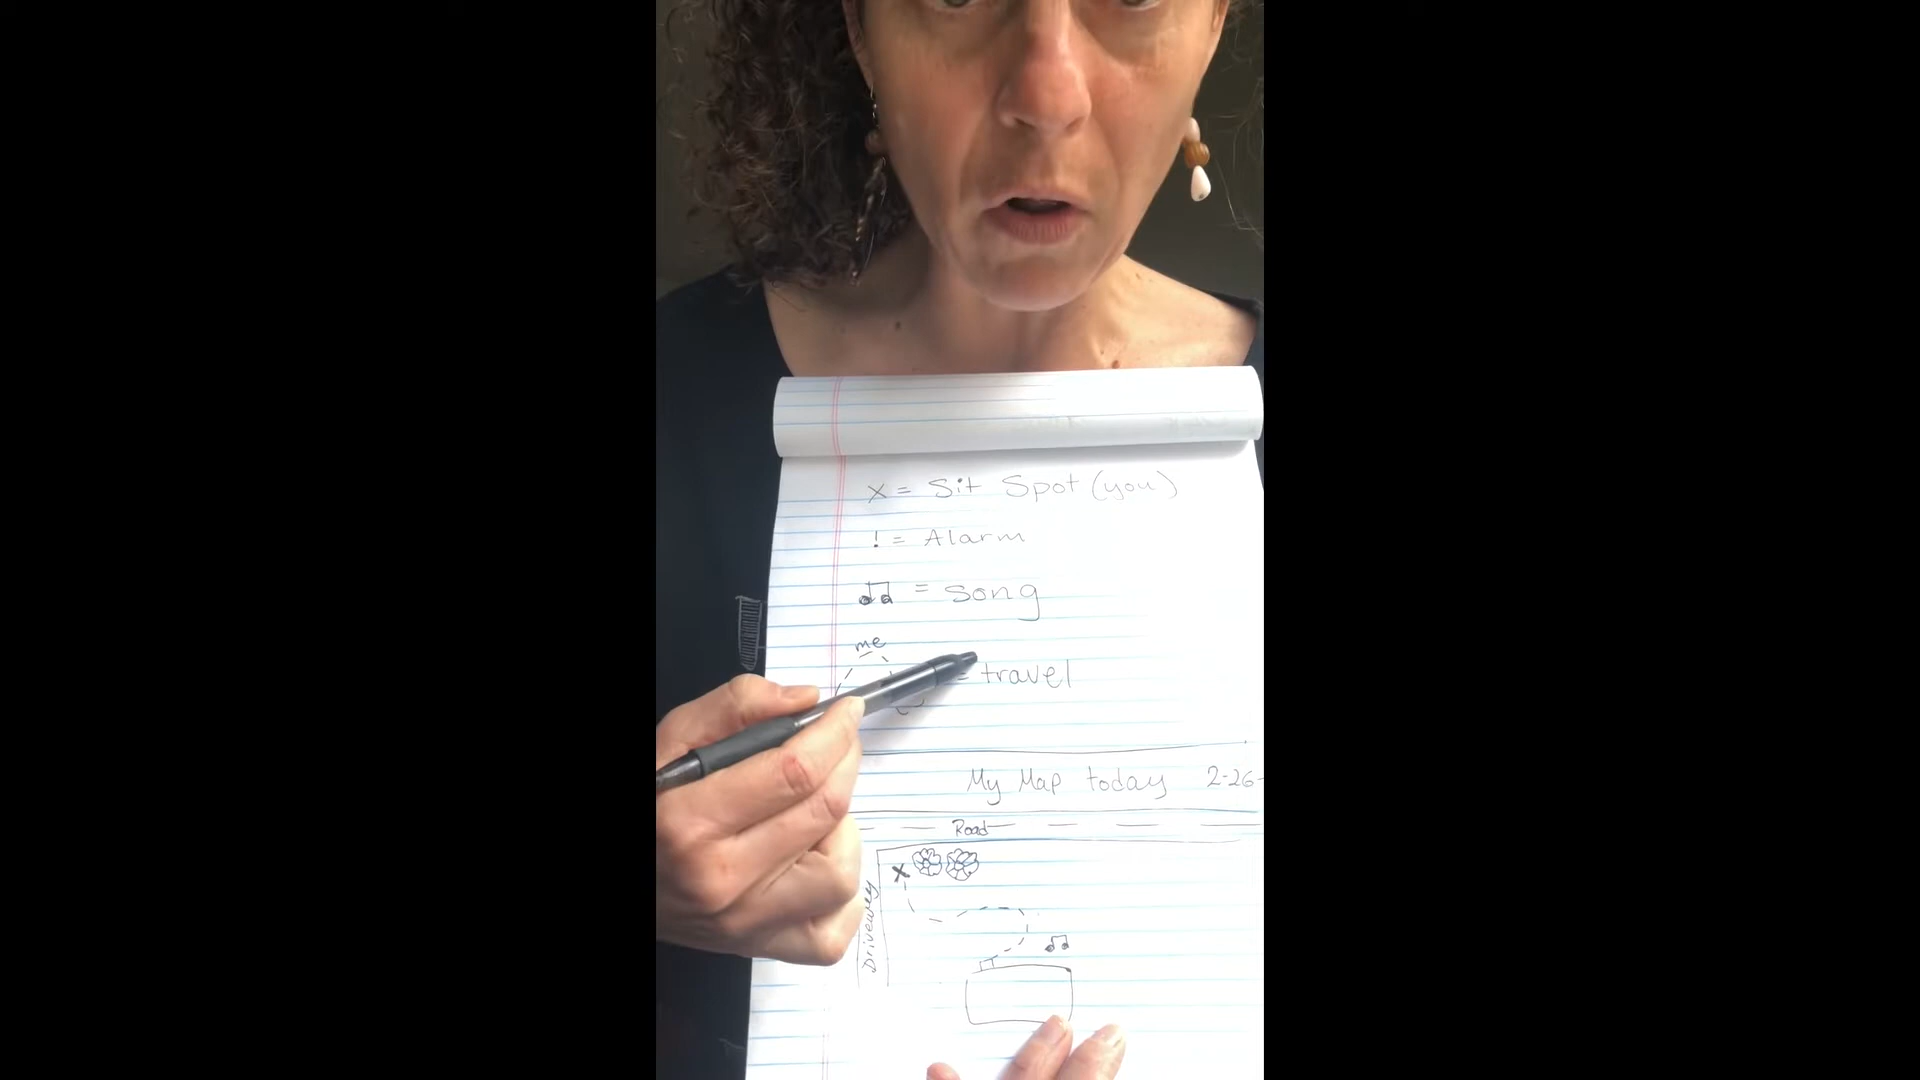 x = Sit Spot (you)
! = Alarm
♫ = song
me
= travel
My Map today 2-26-
Road
Driveway